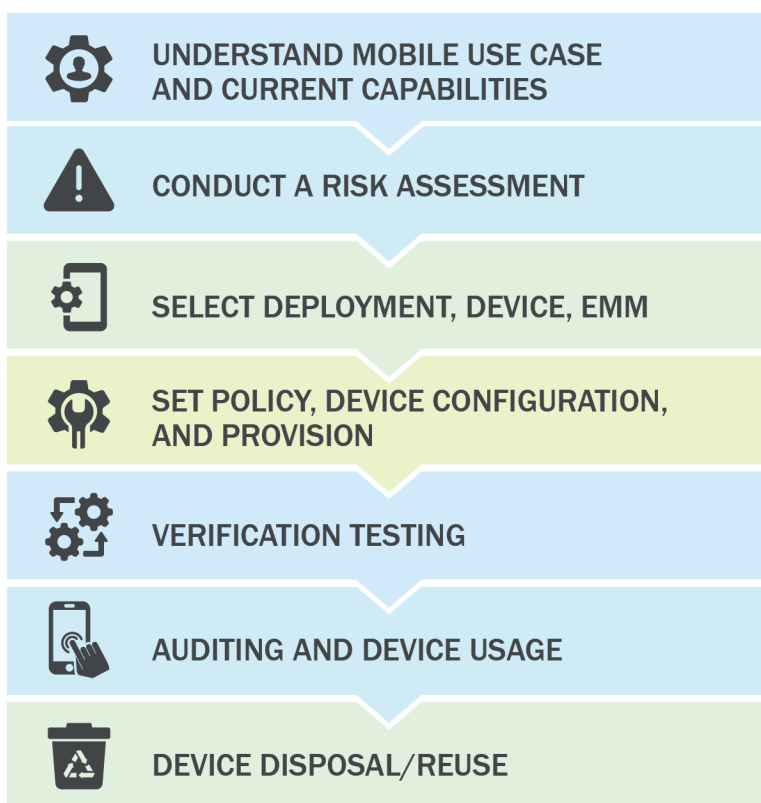 UNDERSTAND MOBILE USE CASE
AND CURRENT CAPABILITIES
CONDUCT A RISK ASSESSMENT
SELECT DEPLOYMENT, DEVICE, EMM
SET POLICY, DEVICE CONFIGURATION,
AND PROVISION
VERIFICATION TESTING
AUDITING AND DEVICE USAGE
DEVICE DISPOSAL/REUSE